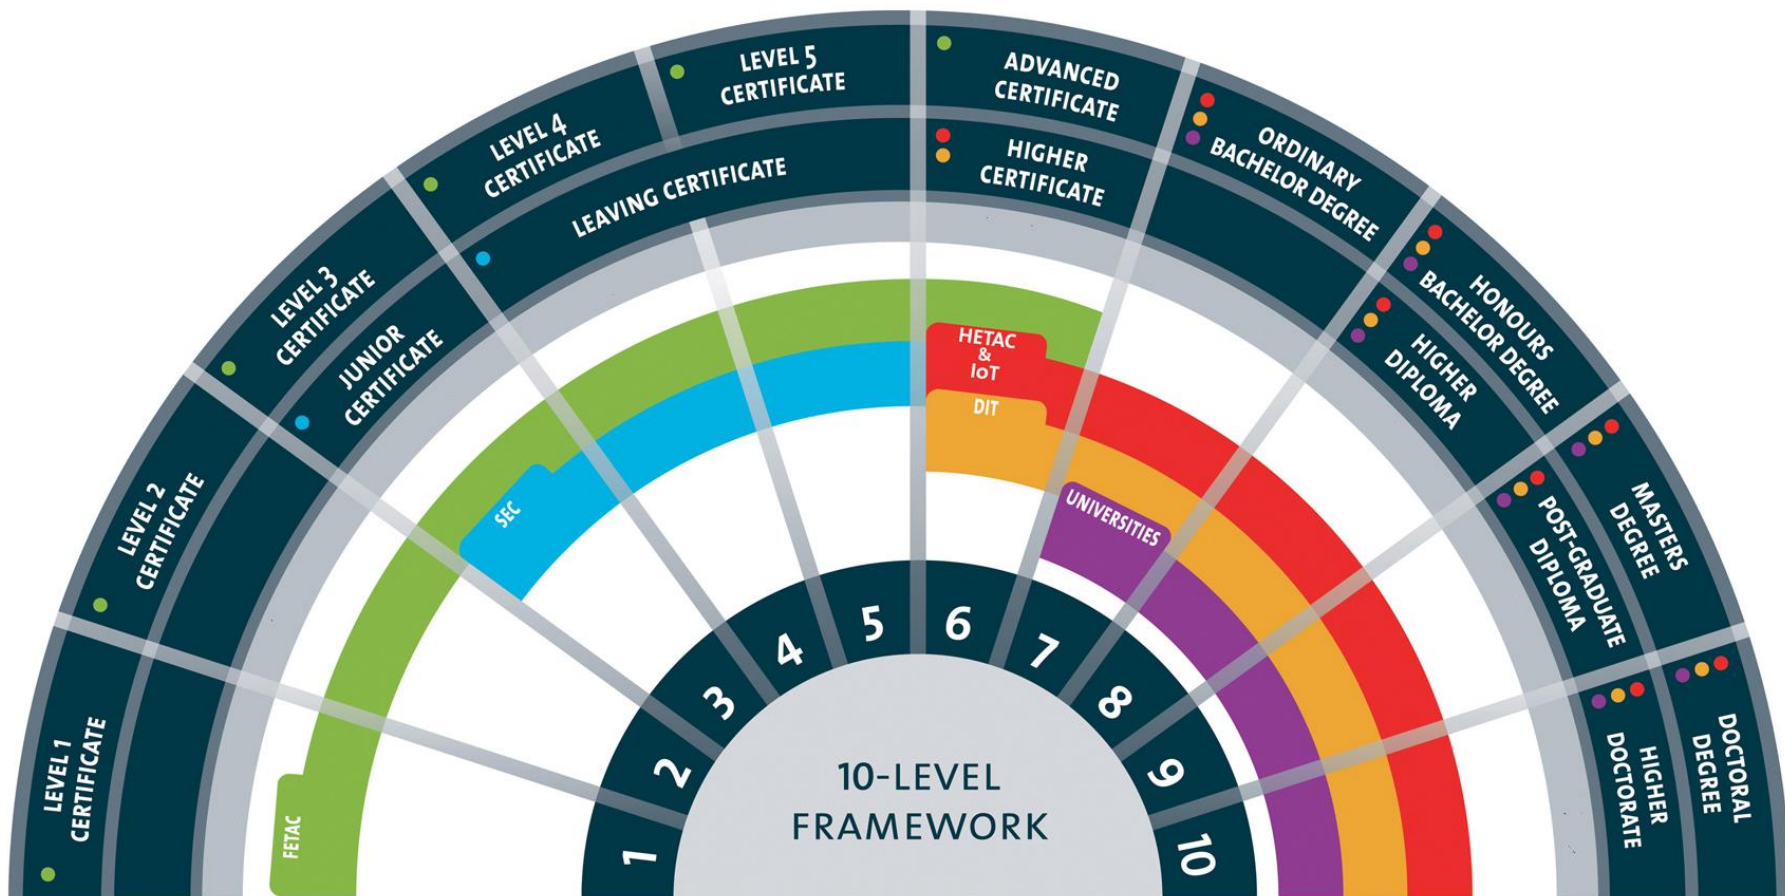 LEVEL 1
CERTIFICATE
LEVEL 2
CERTIFICATE
LEVEL 3
CERTIFICATE
LEVEL 4
CERTIFICATE
LEVEL 5
CERTIFICATE
ADVANCED
CERTIFICATE
ORDINARY
BACHELOR DEGREE
HONOURS
BACHELOR DEGREE
MASTERS
DEGREE
DOCTORAL
DEGREE
JUNIOR
CERTIFICATE
LEAVING CERTIFICATE
HIGHER
CERTIFICATE
HIGHER
DIPLOMA
POST-GRADUATE
DIPLOMA
HIGHER
DOCTORATE
FETAC
SEC
HETAC
&
IoT
DIT
UNIVERSITIES
1
2
3
4
5
6
7
8
9
10
10-LEVEL
FRAMEWORK